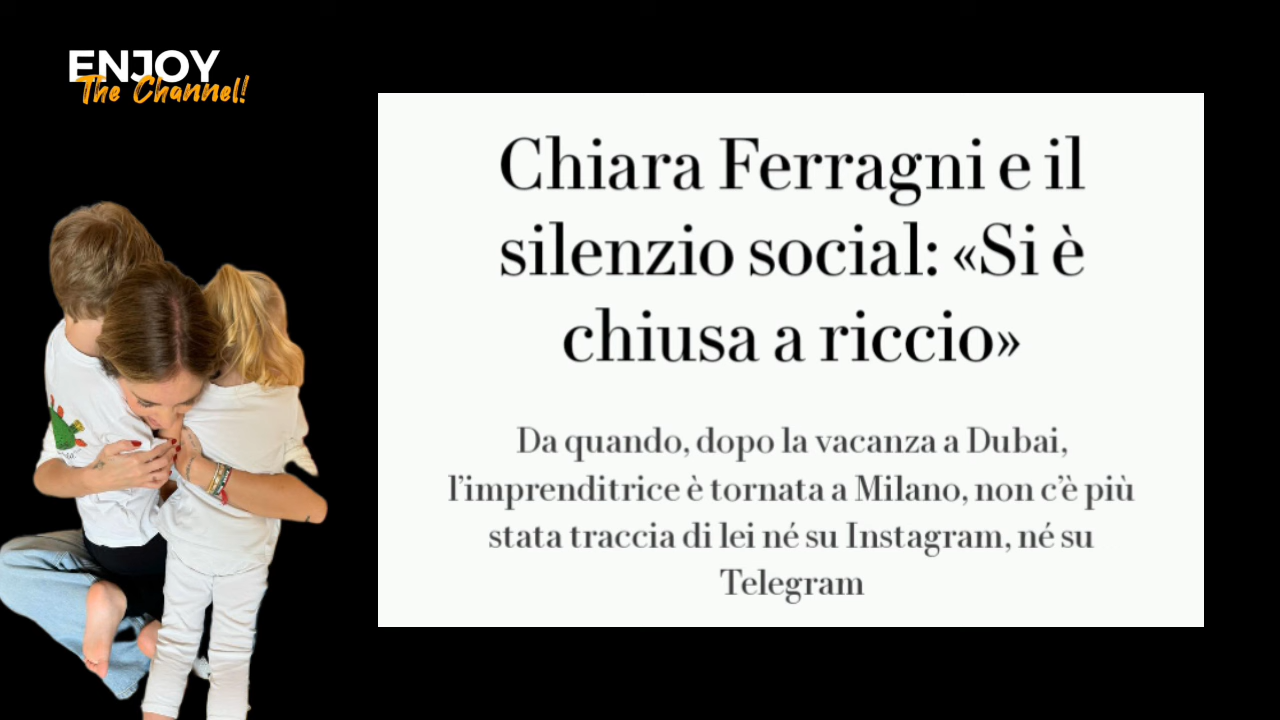 ENJOY
The Channel!
Chiara Ferragni e il
silenzio social: «Si è
chiusa a riccio»
Da quando, dopo la vacanza a Dubai,
l’imprenditrice è tornata a Milano, non c’è più
stata traccia di lei né su Instagram, né su
Telegram